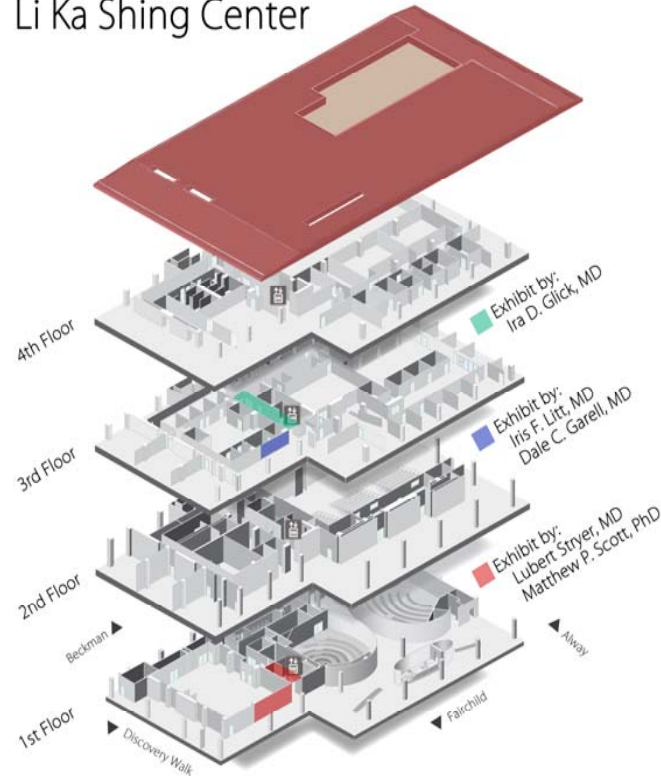 Li Ka Shing Center
4th Floor
Exhibit by:
Ira D. Glick, MD
3rd Floor
Exhibit by:
Iris F. Litt, MD
Dale C. Garell, MD
2nd Floor
Exhibit by:
Lubert Stryer, MD
Matthew P. Scott, PhD
Beckman
Alway
1st Floor
Discovery Walk
Fairchild